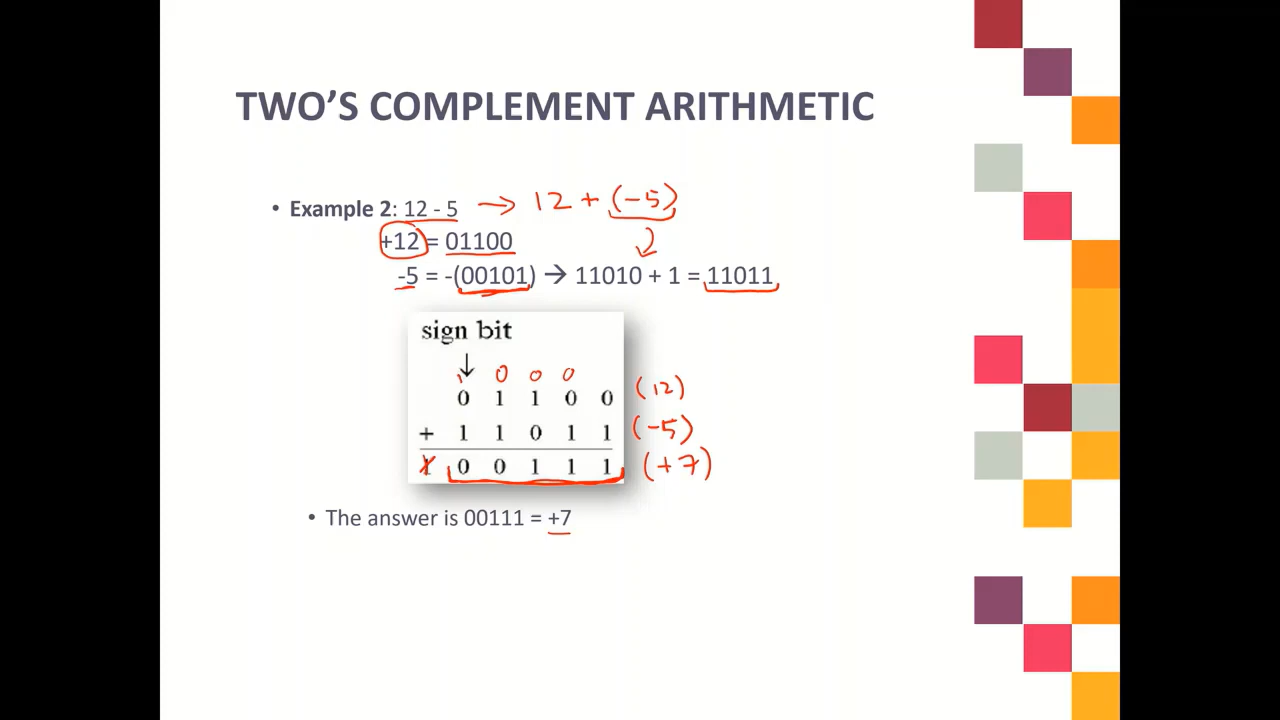 TWO'S COMPLEMENT ARITHMETIC
• Example 2: 12 - 5 → 12 + (-5)
+12 = 01100
-5 = -(00101) → 11010 + 1 = 11011
sign bit
↓
1 0 0 0
0 1 1 0 0 (12)
+ 1 1 0 1 1 (-5)
1 0 0 1 1 1 (+7)
• The answer is 00111 = +7